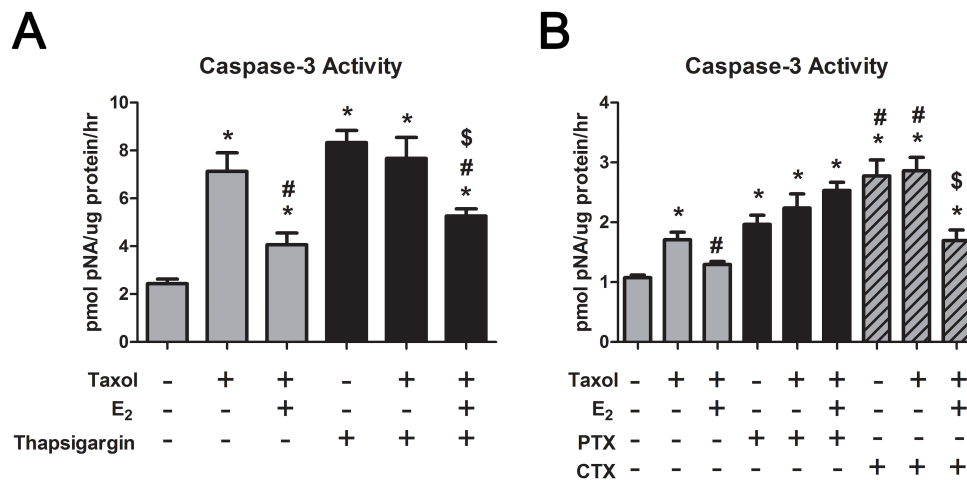 A
Caspase-3 Activity
pmol pNA/ug protein/hr
10
8
6
4
2
0
*
#
*
*
*
$
#
*
Taxol - + + - + +
E2 - - + - - +
Thapsigargin - - - + + +
B
Caspase-3 Activity
pmol pNA/ug protein/hr
4
3
2
1
0
*
#
*
*
*
#
*
#
*
$
*
Taxol - + + - + + - + +
E2 - - + - - + - - +
PTX - - - + + + - - -
CTX - - - - - - + + +